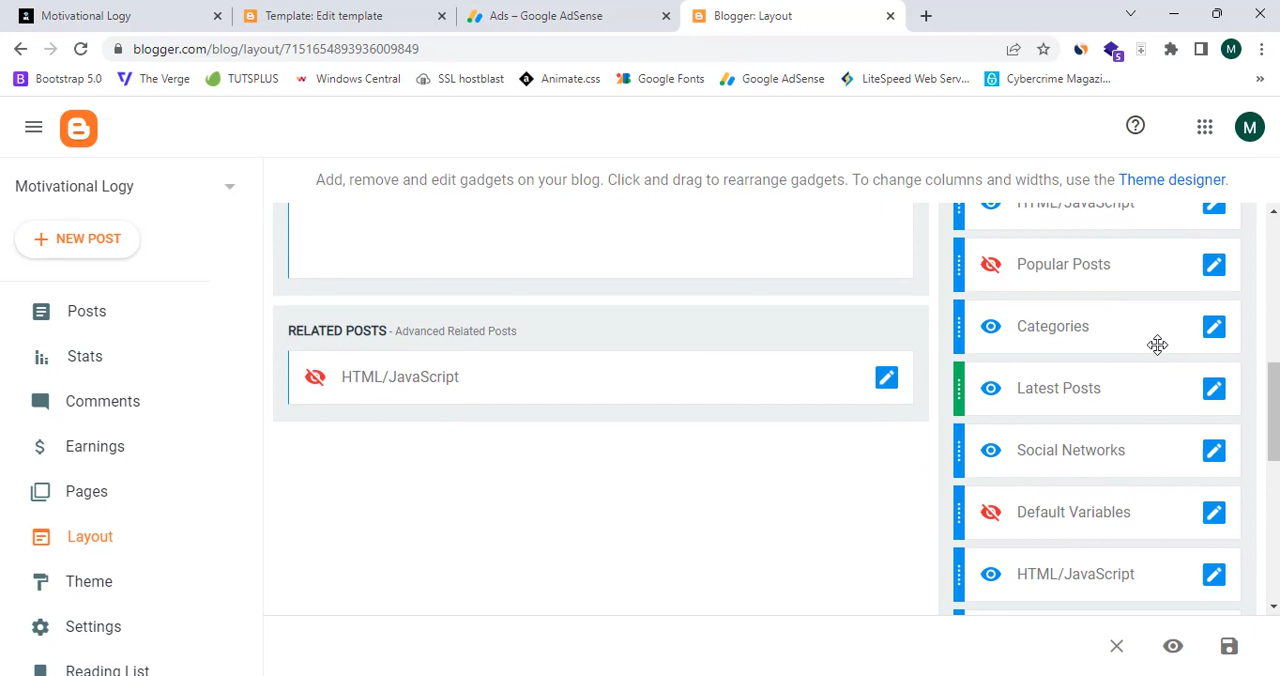 Motivational Logy
Template: Edit template
Ads – Google AdSense
Blogger: Layout
blogger.com/blog/layout/7151654893936009849
M
Bootstrap 5.0
The Verge
TUTSPLUS
Windows Central
SSL hostblast
Animate.css
Google Fonts
Google AdSense
LiteSpeed Web Serv...
Cybercrime Magazi...
M
Motivational Logy
Add, remove and edit gadgets on your blog. Click and drag to rearrange gadgets. To change columns and widths, use the Theme designer.
NEW POST
Posts
Stats
Comments
Earnings
Pages
Layout
Theme
Settings
Reading List
RELATED POSTS - Advanced Related Posts
HTML/JavaScript
HTML/JavaScript
Popular Posts
Categories
Latest Posts
Social Networks
Default Variables
HTML/JavaScript